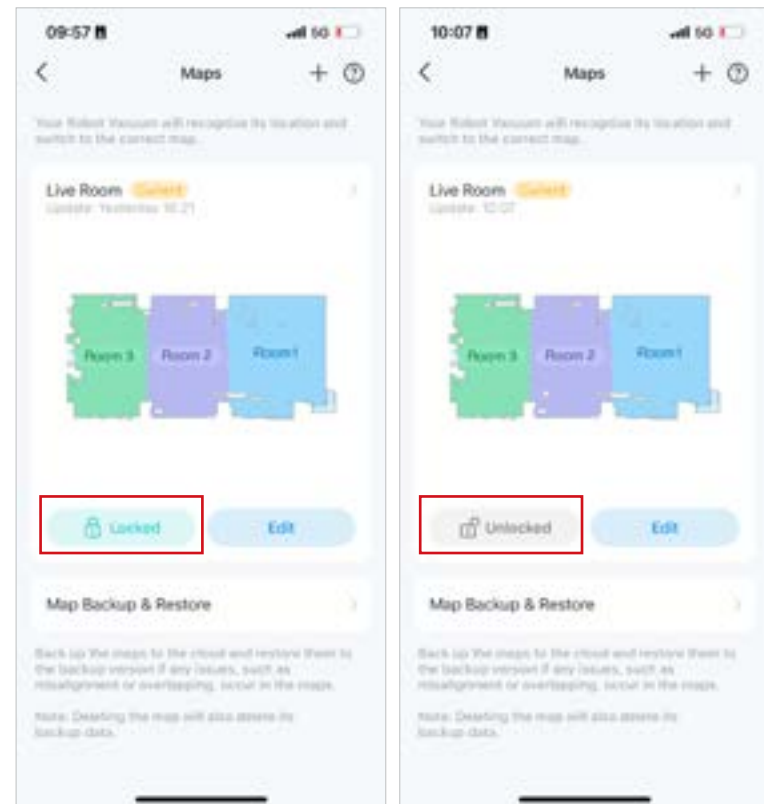 09:57
5G
Maps
Your Robot Vacuum will recognize its location and
switch to the correct map.
Live Room Current
Update: Yesterday 16:21
Room 3
Room 2
Room1
Locked
Edit
Map Backup & Restore
Back up the maps to the cloud and restore them to
the backup version if any issues, such as
misalignment or overlapping, occur in the maps.
Note: Deleting the map will also delete its
backup data.
10:07
5G
Maps
Your Robot Vacuum will recognize its location and
switch to the correct map.
Live Room Current
Update: 10:07
Room 3
Room 2
Room1
Unlocked
Edit
Map Backup & Restore
Back up the maps to the cloud and restore them to
the backup version if any issues, such as
misalignment or overlapping, occur in the maps.
Note: Deleting the map will also delete its
backup data.